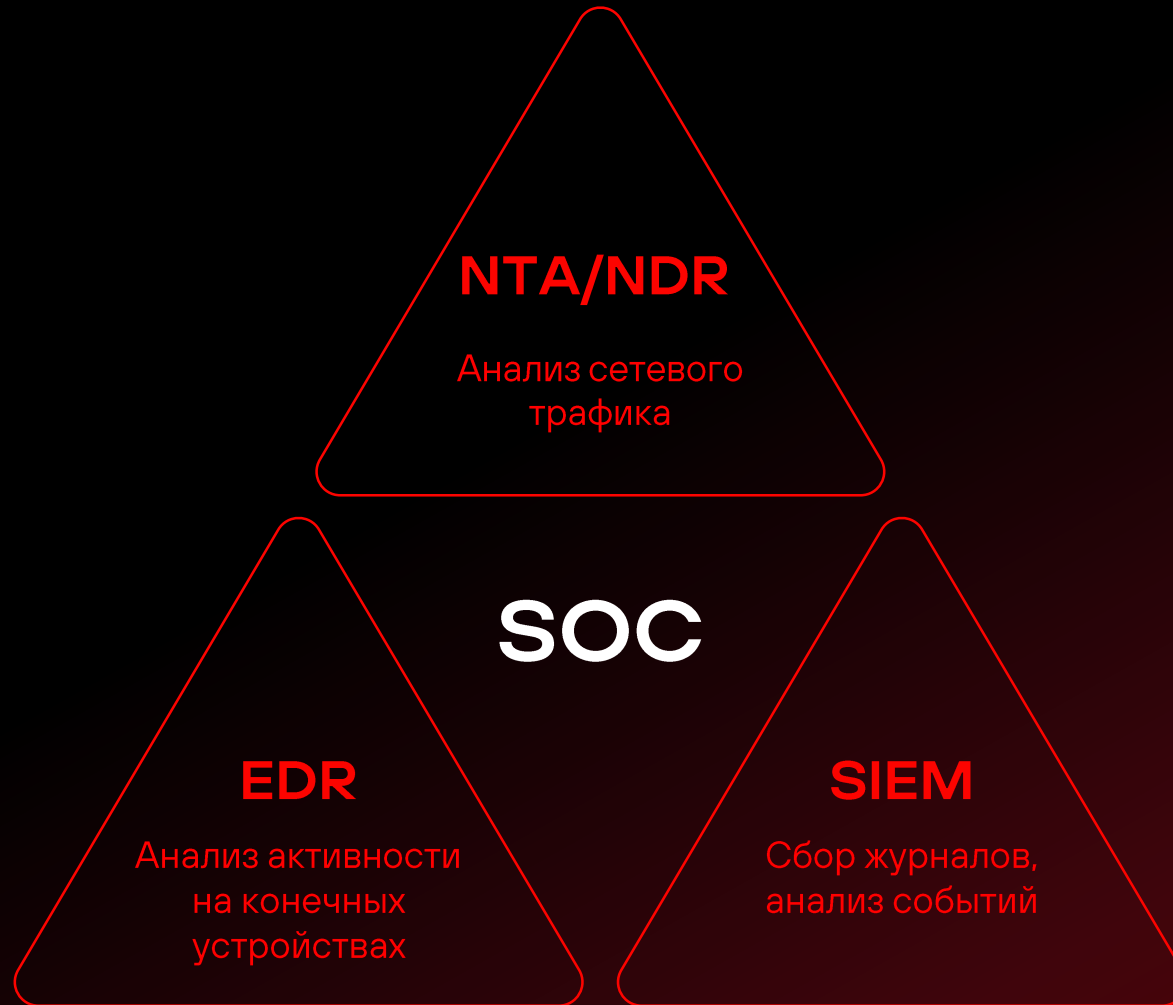 NTA/NDR
Анализ сетевого
трафика
SOC
EDR
Анализ активности
на конечных
устройствах
SIEM
Сбор журналов,
анализ событий